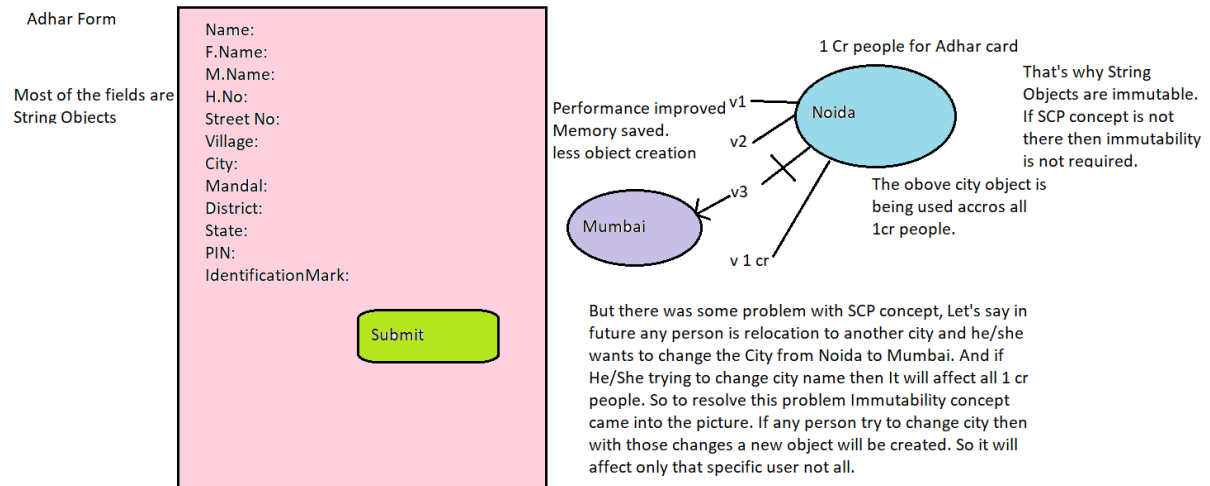 Adhar Form
Most of the fields are
String Objects
Name:
F.Name:
M.Name:
H.No:
Street No:
Village:
City:
Mandal:
District:
State:
PIN:
IdentificationMark:
Submit
Performance improved
Memory saved.
less object creation
v1
v2
v3
v 1 cr
1 Cr people for Adhar card
Noida
Mumbai
That's why String
Objects are immutable.
If SCP concept is not
there then immutability
is not required.
The obove city object is
being used accros all
1cr people.
But there was some problem with SCP concept, Let's say in
future any person is relocation to another city and he/she
wants to change the City from Noida to Mumbai. And if
He/She trying to change city name then It will affect all 1 cr
people. So to resolve this problem Immutability concept
came into the picture. If any person try to change city then
with those changes a new object will be created. So it will
affect only that specific user not all.